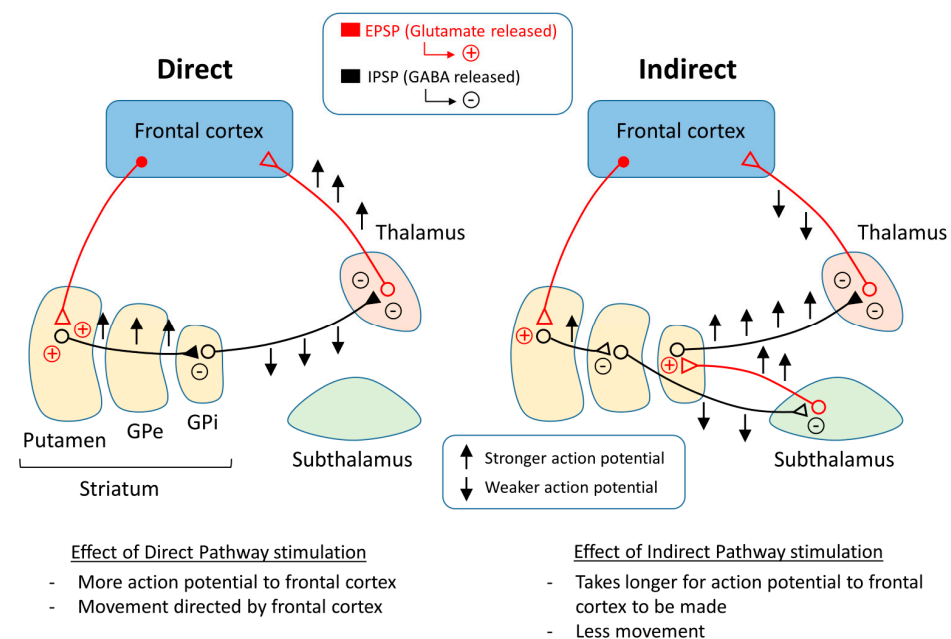 EPSP (Glutamate released)
+
IPSP (GABA released)
-
Direct
Indirect
Frontal cortex
Frontal cortex
Thalamus
Thalamus
-
-
-
-
+
+
-
+
-
+
-
Putamen
GPe
GPi
Subthalamus
Subthalamus
Striatum
Stronger action potential
Weaker action potential
Effect of Direct Pathway stimulation
- More action potential to frontal cortex
- Movement directed by frontal cortex
Effect of Indirect Pathway stimulation
- Takes longer for action potential to frontal
cortex to be made
- Less movement